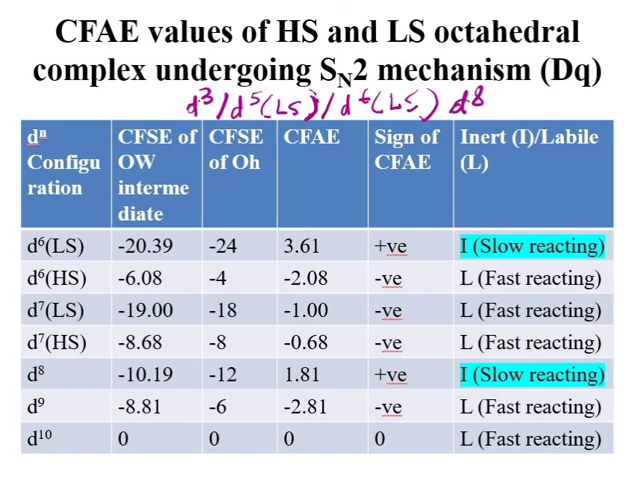 CFAE values of HS and LS octahedral
complex undergoing S_N2 mechanism (Dq)
d³/d⁵(LS)/d⁶(LS) d⁸
dⁿ Configu ration | CFSE of OW interme diate | CFSE of Oh | CFAE | Sign of CFAE | Inert (I)/Labile (L)
d⁶(LS) | -20.39 | -24 | 3.61 | +ve | I (Slow reacting)
d⁶(HS) | -6.08 | -4 | -2.08 | -ve | L (Fast reacting)
d⁷(LS) | -19.00 | -18 | -1.00 | -ve | L (Fast reacting)
d⁷(HS) | -8.68 | -8 | -0.68 | -ve | L (Fast reacting)
d⁸ | -10.19 | -12 | 1.81 | +ve | I (Slow reacting)
d⁹ | -8.81 | -6 | -2.81 | -ve | L (Fast reacting)
d¹⁰ | 0 | 0 | 0 | 0 | L (Fast reacting)